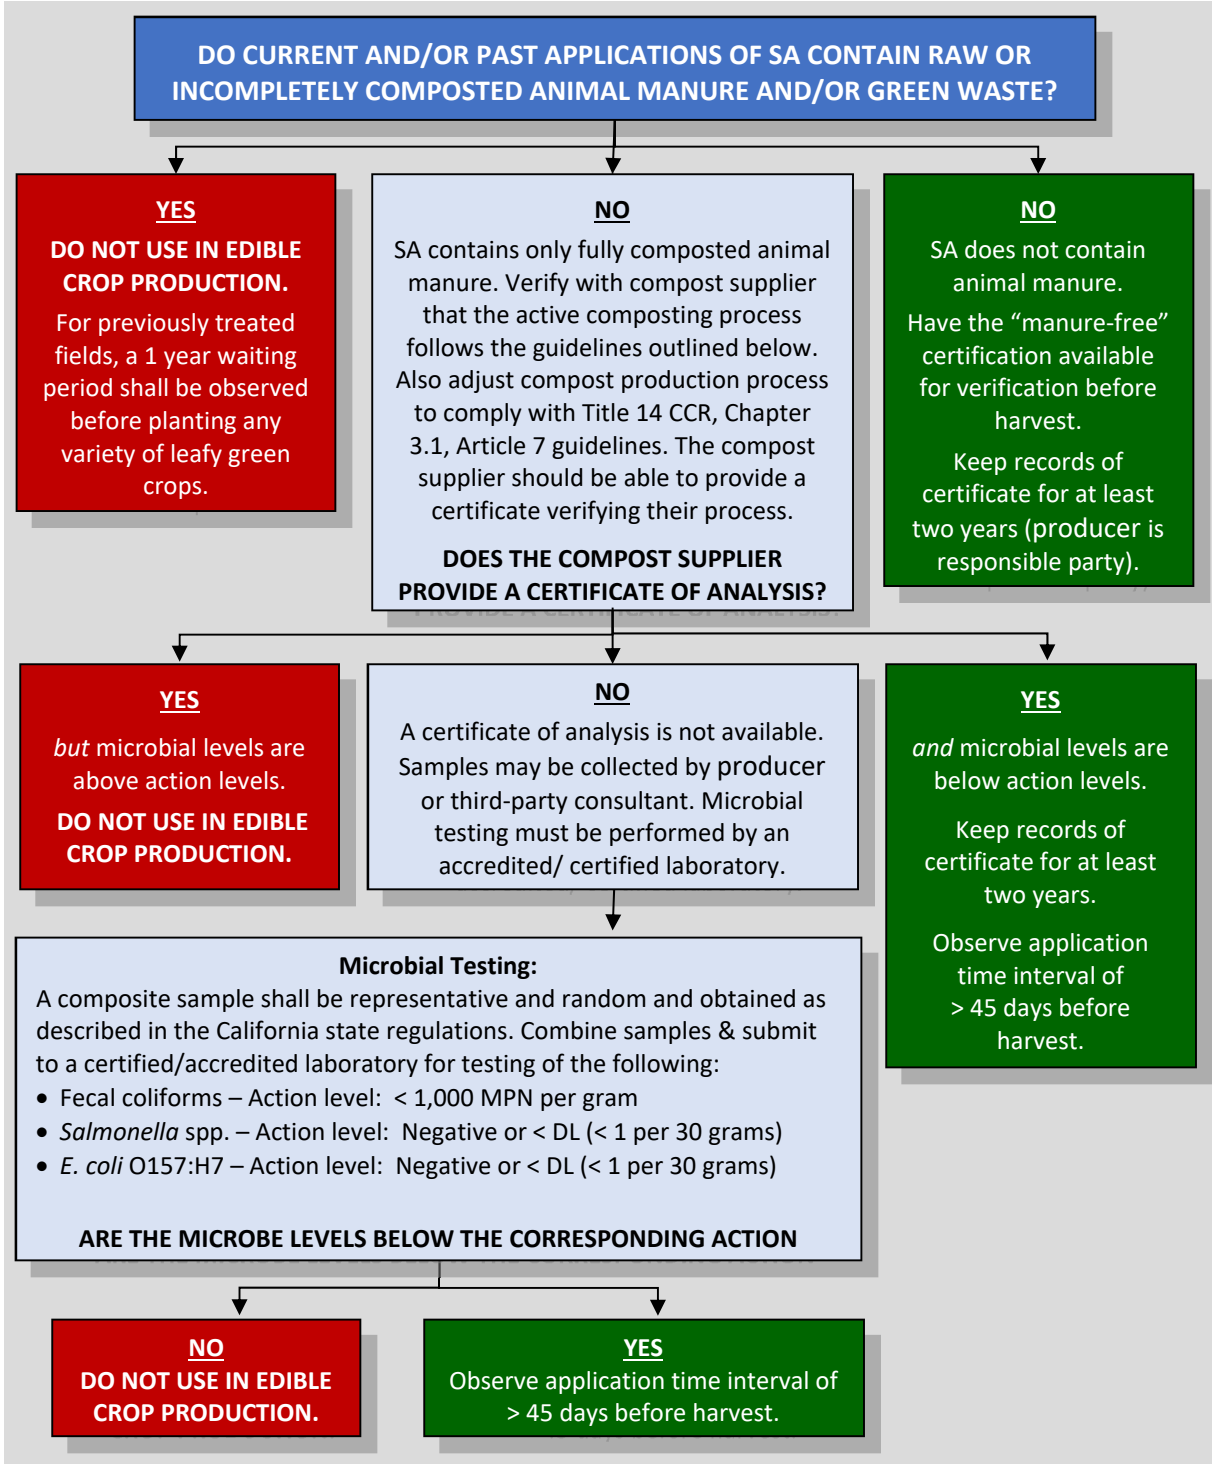 DO CURRENT AND/OR PAST APPLICATIONS OF SA CONTAIN RAW OR
INCOMPLETELY COMPOSTED ANIMAL MANURE AND/OR GREEN WASTE?
YES
DO NOT USE IN EDIBLE
CROP PRODUCTION.
For previously treated
fields, a 1 year waiting
period shall be observed
before planting any
variety of leafy green
crops.
NO
SA contains only fully composted animal
manure. Verify with compost supplier
that the active composting process
follows the guidelines outlined below.
Also adjust compost production process
to comply with Title 14 CCR, Chapter
3.1, Article 7 guidelines. The compost
supplier should be able to provide a
certificate verifying their process.
DOES THE COMPOST SUPPLIER
PROVIDE A CERTIFICATE OF ANALYSIS?
NO
SA does not contain
animal manure.
Have the “manure-free”
certification available
for verification before
harvest.
Keep records of
certificate for at least
two years (producer is
responsible party).
YES
but microbial levels are
above action levels.
DO NOT USE IN EDIBLE
CROP PRODUCTION.
NO
A certificate of analysis is not available.
Samples may be collected by producer
or third-party consultant. Microbial
testing must be performed by an
accredited/ certified laboratory.
YES
and microbial levels are
below action levels.
Keep records of
certificate for at least
two years.
Observe application
time interval of
> 45 days before
harvest.
Microbial Testing:
A composite sample shall be representative and random and obtained as
described in the California state regulations. Combine samples & submit
to a certified/accredited laboratory for testing of the following:
• Fecal coliforms – Action level: < 1,000 MPN per gram
• Salmonella spp. – Action level: Negative or < DL (< 1 per 30 grams)
• E. coli O157:H7 – Action level: Negative or < DL (< 1 per 30 grams)
ARE THE MICROBE LEVELS BELOW THE CORRESPONDING ACTION
NO
DO NOT USE IN EDIBLE
CROP PRODUCTION.
YES
Observe application time interval of
> 45 days before harvest.